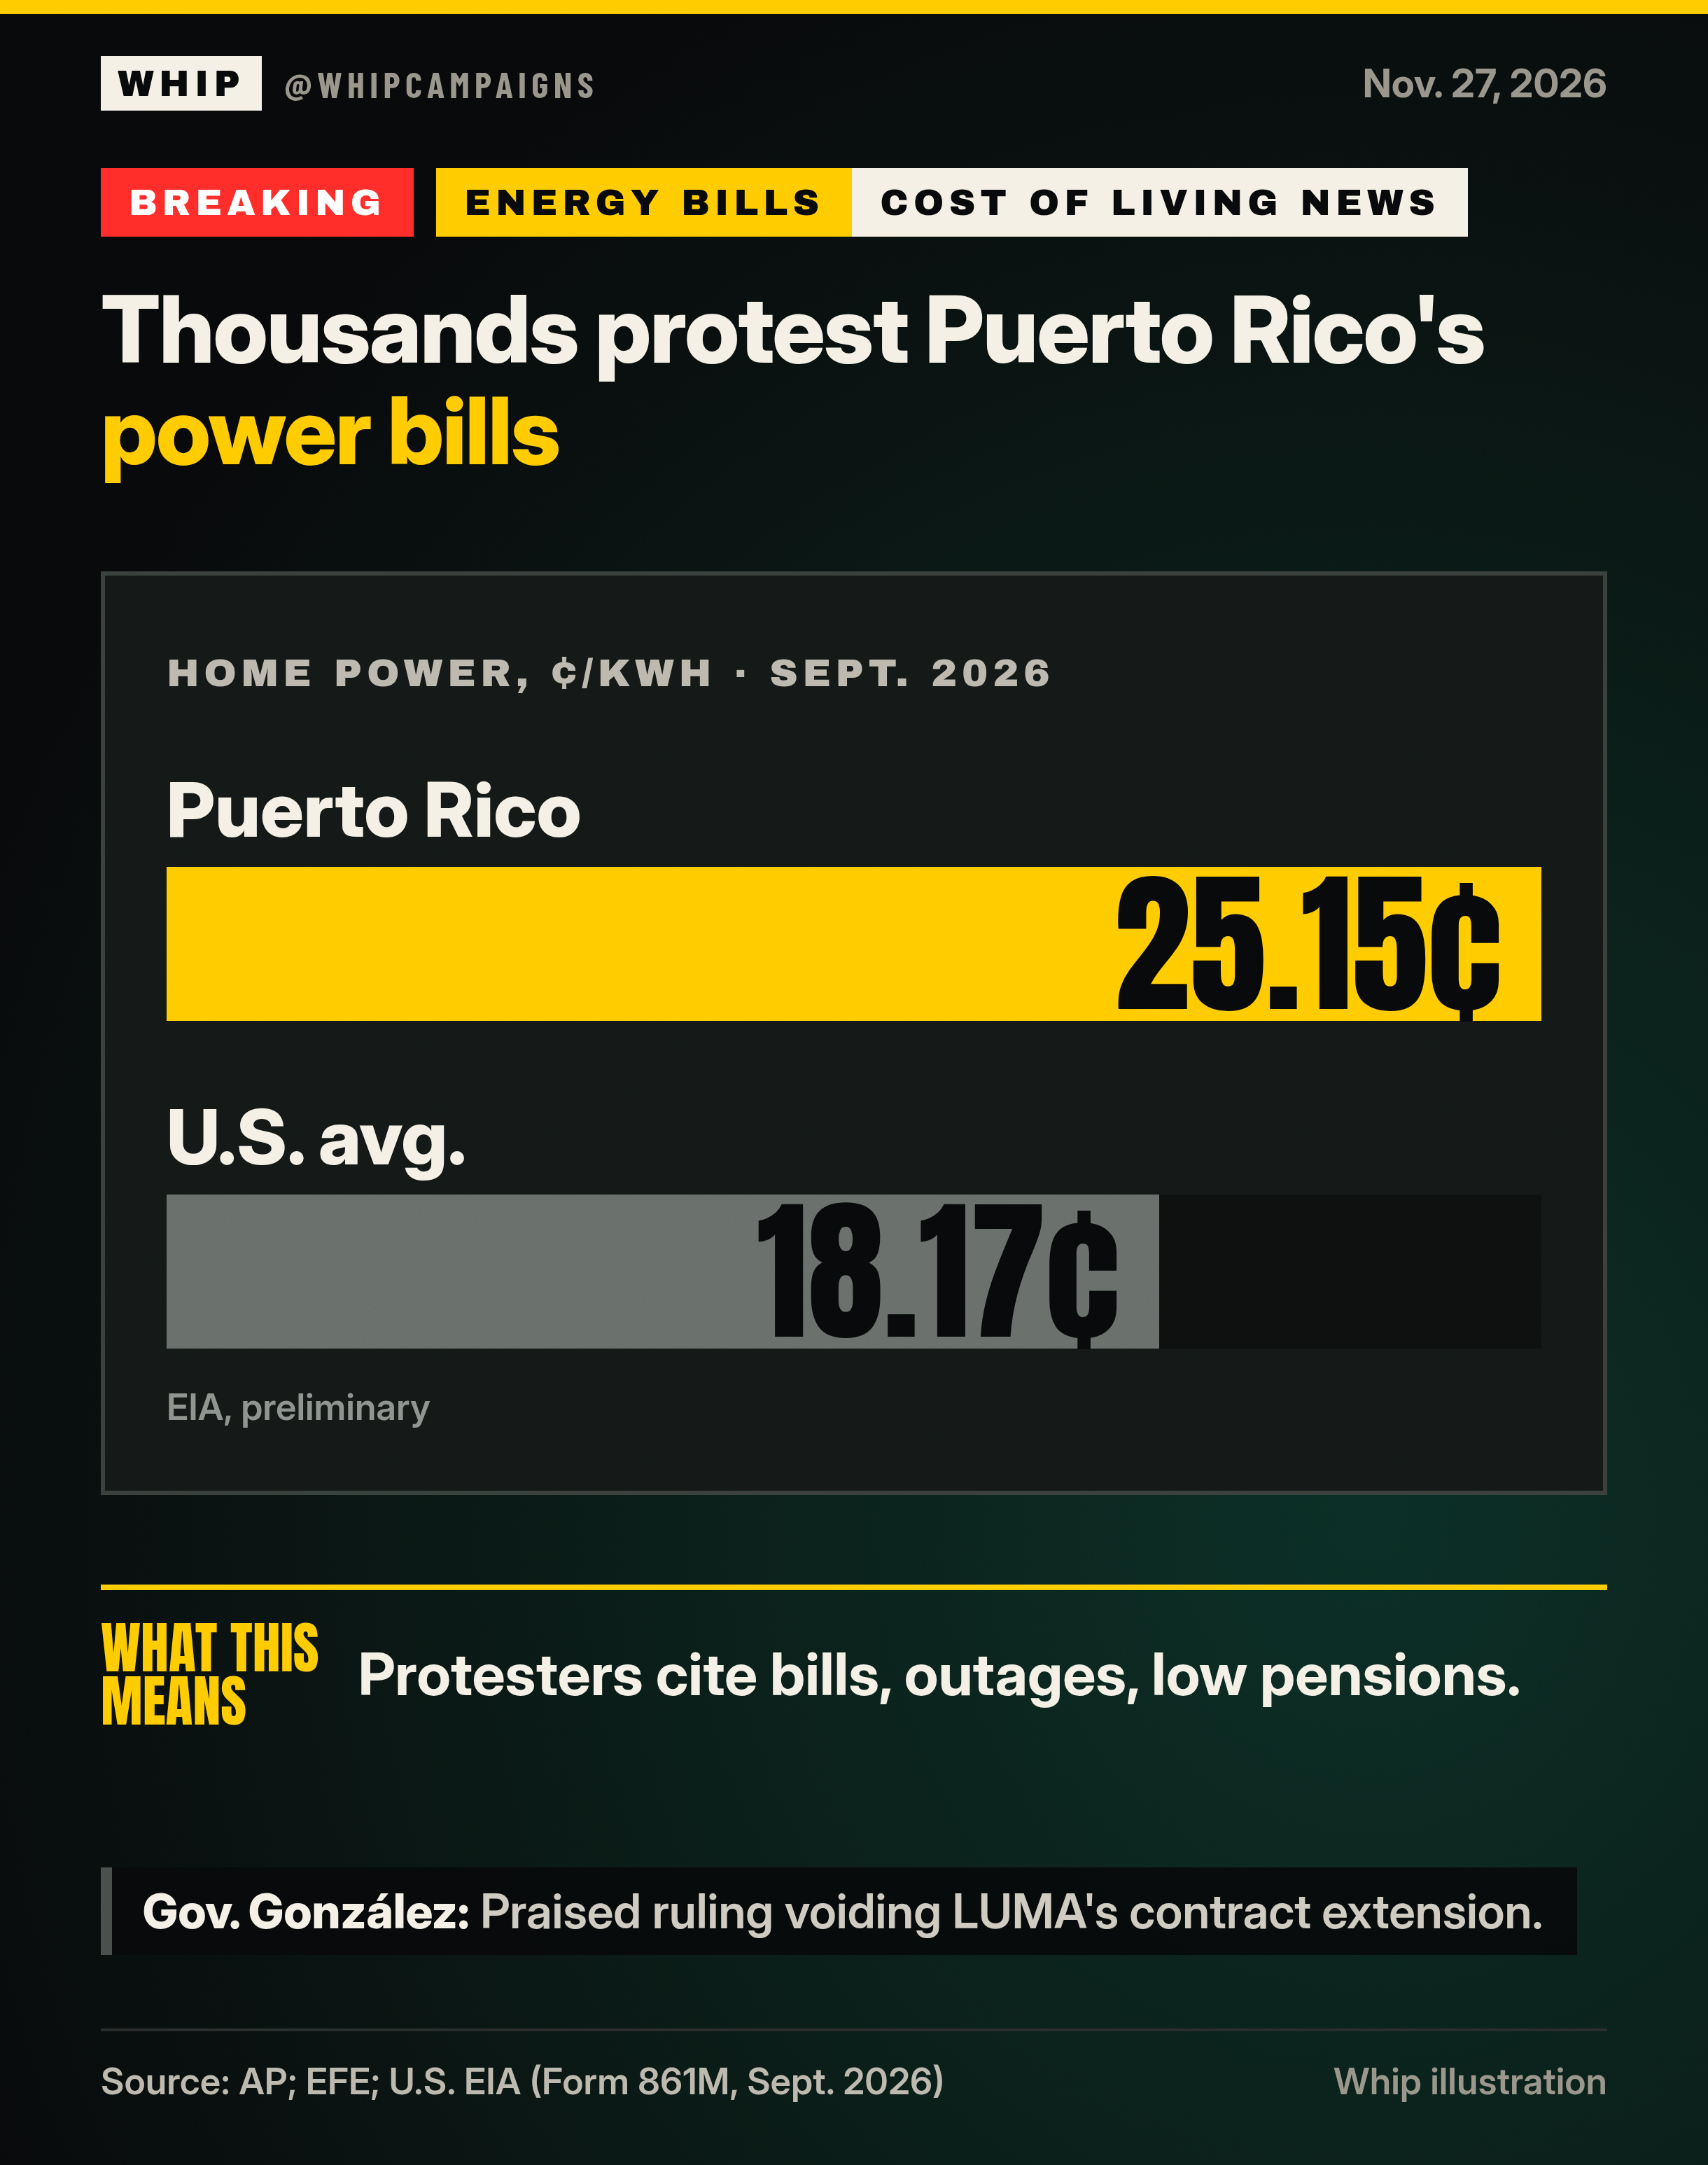 WHIP @WHIPCAMPAIGNS Nov. 27, 2026
BREAKING ENERGY BILLS COST OF LIVING NEWS
Thousands protest Puerto Rico's
power bills
HOME POWER, ¢/KWH · SEPT. 2026
Puerto Rico
25.15¢
U.S. avg.
18.17¢
EIA, preliminary
WHAT THIS
MEANS
Protesters cite bills, outages, low pensions.
Gov. González: Praised ruling voiding LUMA's contract extension.
Source: AP; EFE; U.S. EIA (Form 861M, Sept. 2026) Whip illustration